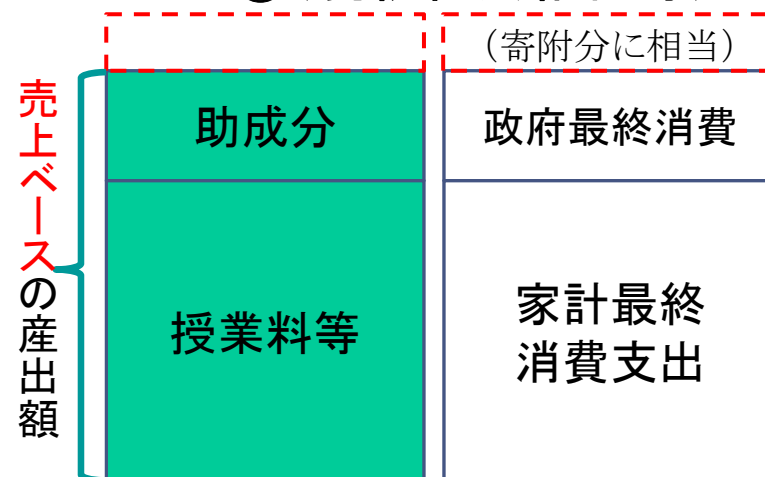 (寄附分に相当)
売上ベースの産出額
助成分
政府最終消費
授業料等
家計最終
消費支出